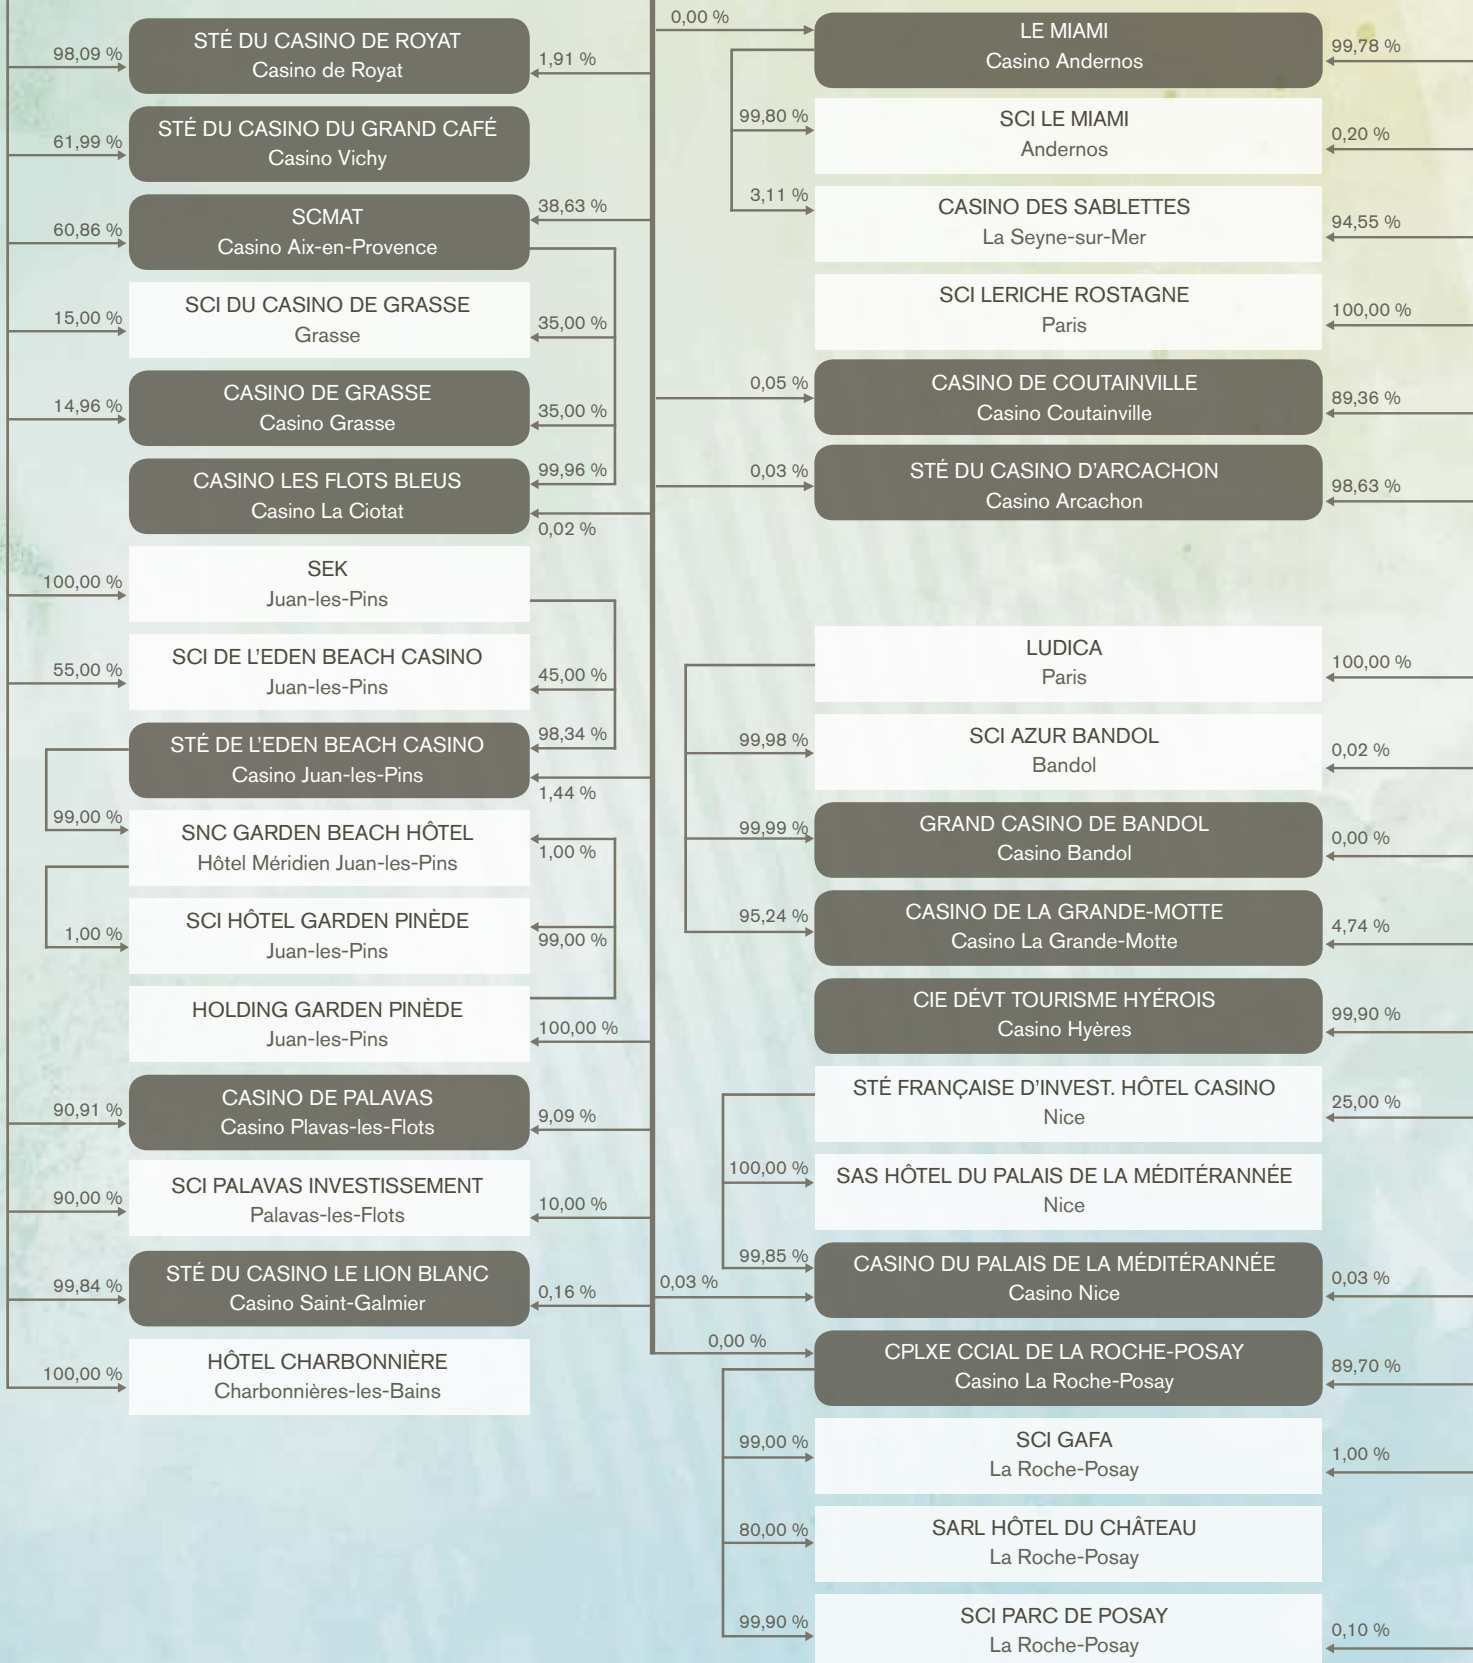 98,09 %
STÉ DU CASINO DE ROYAT
Casino de Royat
1,91 %
61,99 %
STÉ DU CASINO DU GRAND CAFÉ
Casino Vichy
60,86 %
SCMAT
Casino Aix-en-Provence
38,63 %
15,00 %
SCI DU CASINO DE GRASSE
Grasse
35,00 %
14,96 %
CASINO DE GRASSE
Casino Grasse
35,00 %
CASINO LES FLOTS BLEUS
Casino La Ciotat
99,96 %
0,02 %
100,00 %
SEK
Juan-les-Pins
55,00 %
SCI DE L'EDEN BEACH CASINO
Juan-les-Pins
45,00 %
STÉ DE L'EDEN BEACH CASINO
Casino Juan-les-Pins
98,34 %
1,44 %
99,00 %
SNC GARDEN BEACH HÔTEL
Hôtel Méridien Juan-les-Pins
1,00 %
1,00 %
SCI HÔTEL GARDEN PINÈDE
Juan-les-Pins
99,00 %
HOLDING GARDEN PINÈDE
Juan-les-Pins
100,00 %
90,91 %
CASINO DE PALAVAS
Casino Plavas-les-Flots
9,09 %
90,00 %
SCI PALAVAS INVESTISSEMENT
Palavas-les-Flots
10,00 %
99,84 %
STÉ DU CASINO LE LION BLANC
Casino Saint-Galmier
0,16 %
100,00 %
HÔTEL CHARBONNIÈRE
Charbonnières-les-Bains
0,00 %
LE MIAMI
Casino Andernos
99,78 %
99,80 %
SCI LE MIAMI
Andernos
0,20 %
3,11 %
CASINO DES SABLETTES
La Seyne-sur-Mer
94,55 %
SCI LERICHE ROSTAGNE
Paris
100,00 %
0,05 %
CASINO DE COUTAINVILLE
Casino Coutainville
89,36 %
0,03 %
STÉ DU CASINO D'ARCACHON
Casino Arcachon
98,63 %
LUDICA
Paris
100,00 %
99,98 %
SCI AZUR BANDOL
Bandol
0,02 %
99,99 %
GRAND CASINO DE BANDOL
Casino Bandol
0,00 %
95,24 %
CASINO DE LA GRANDE-MOTTE
Casino La Grande-Motte
4,74 %
CIE DÉVT TOURISME HYÉROIS
Casino Hyères
99,90 %
STÉ FRANÇAISE D'INVEST. HÔTEL CASINO
Nice
25,00 %
100,00 %
SAS HÔTEL DU PALAIS DE LA MÉDITÉRANNÉE
Nice
99,85 %
0,03 %
CASINO DU PALAIS DE LA MÉDITÉRANNÉE
Casino Nice
0,03 %
0,00 %
CPLXE CCIAL DE LA ROCHE-POSAY
Casino La Roche-Posay
89,70 %
99,00 %
SCI GAFA
La Roche-Posay
1,00 %
80,00 %
SARL HÔTEL DU CHÂTEAU
La Roche-Posay
99,90 %
SCI PARC DE POSAY
La Roche-Posay
0,10 %